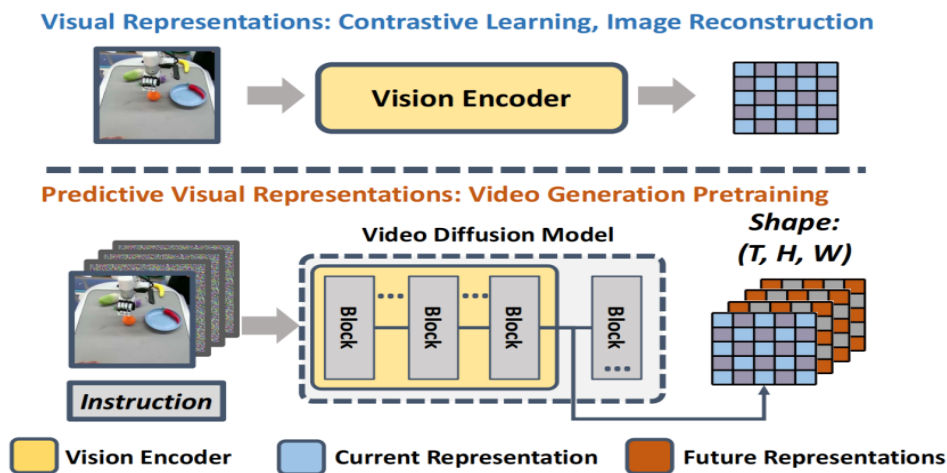 Visual Representations: Contrastive Learning, Image Reconstruction
Vision Encoder
Predictive Visual Representations: Video Generation Pretraining
Video Diffusion Model
Shape:
(T, H, W)
Block
Block
Block
Block
Instruction
Vision Encoder
Current Representation
Future Representations